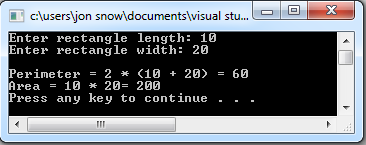 c:\users\jon snow\documents\visual stu...
Enter rectangle length: 10
Enter rectangle width: 20
Perimeter = 2 * (10 + 20) = 60
Area = 10 * 20= 200
Press any key to continue . . .